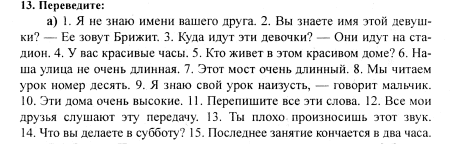 13. Переведите:
а) 1. Я не знаю имени вашего друга. 2. Вы знаете имя этой девуш-
ки? — Ее зовут Брижит. 3. Куда идут эти девочки? — Они идут на ста-
дион. 4. У вас красивые часы. 5. Кто живет в этом красивом доме? 6. На-
ша улица не очень длинная. 7. Этот мост очень длинный. 8. Мы читаем
урок номер десять. 9. Я знаю свой урок наизусть, — говорит мальчик.
10. Эти дома очень высокие. 11. Перепишите все эти слова. 12. Все мои
друзья слушают эту передачу. 13. Ты плохо произносишь этот звук.
14. Что вы делаете в субботу? 15. Последнее занятие кончается в два часа.